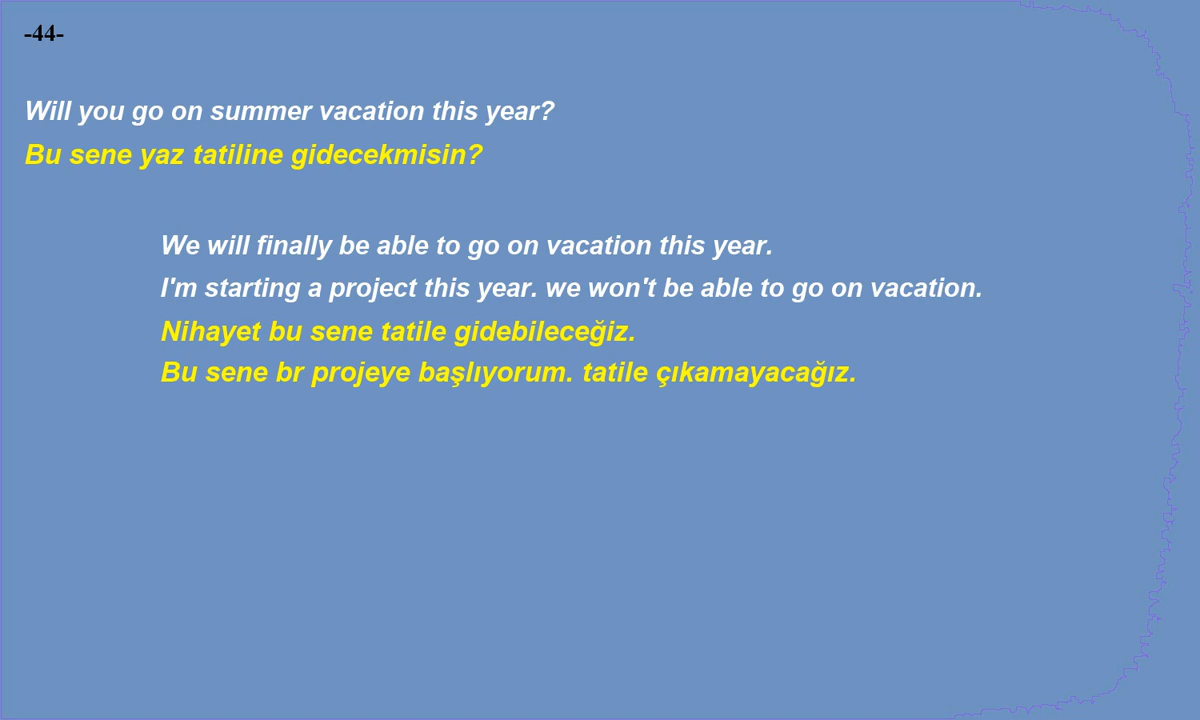 -44-
Will you go on summer vacation this year?
Bu sene yaz tatiline gidecekmisin?
We will finally be able to go on vacation this year.
I'm starting a project this year. we won't be able to go on vacation.
Nihayet bu sene tatile gidebileceğiz.
Bu sene br projeye başlıyorum. tatile çıkamayacağız.